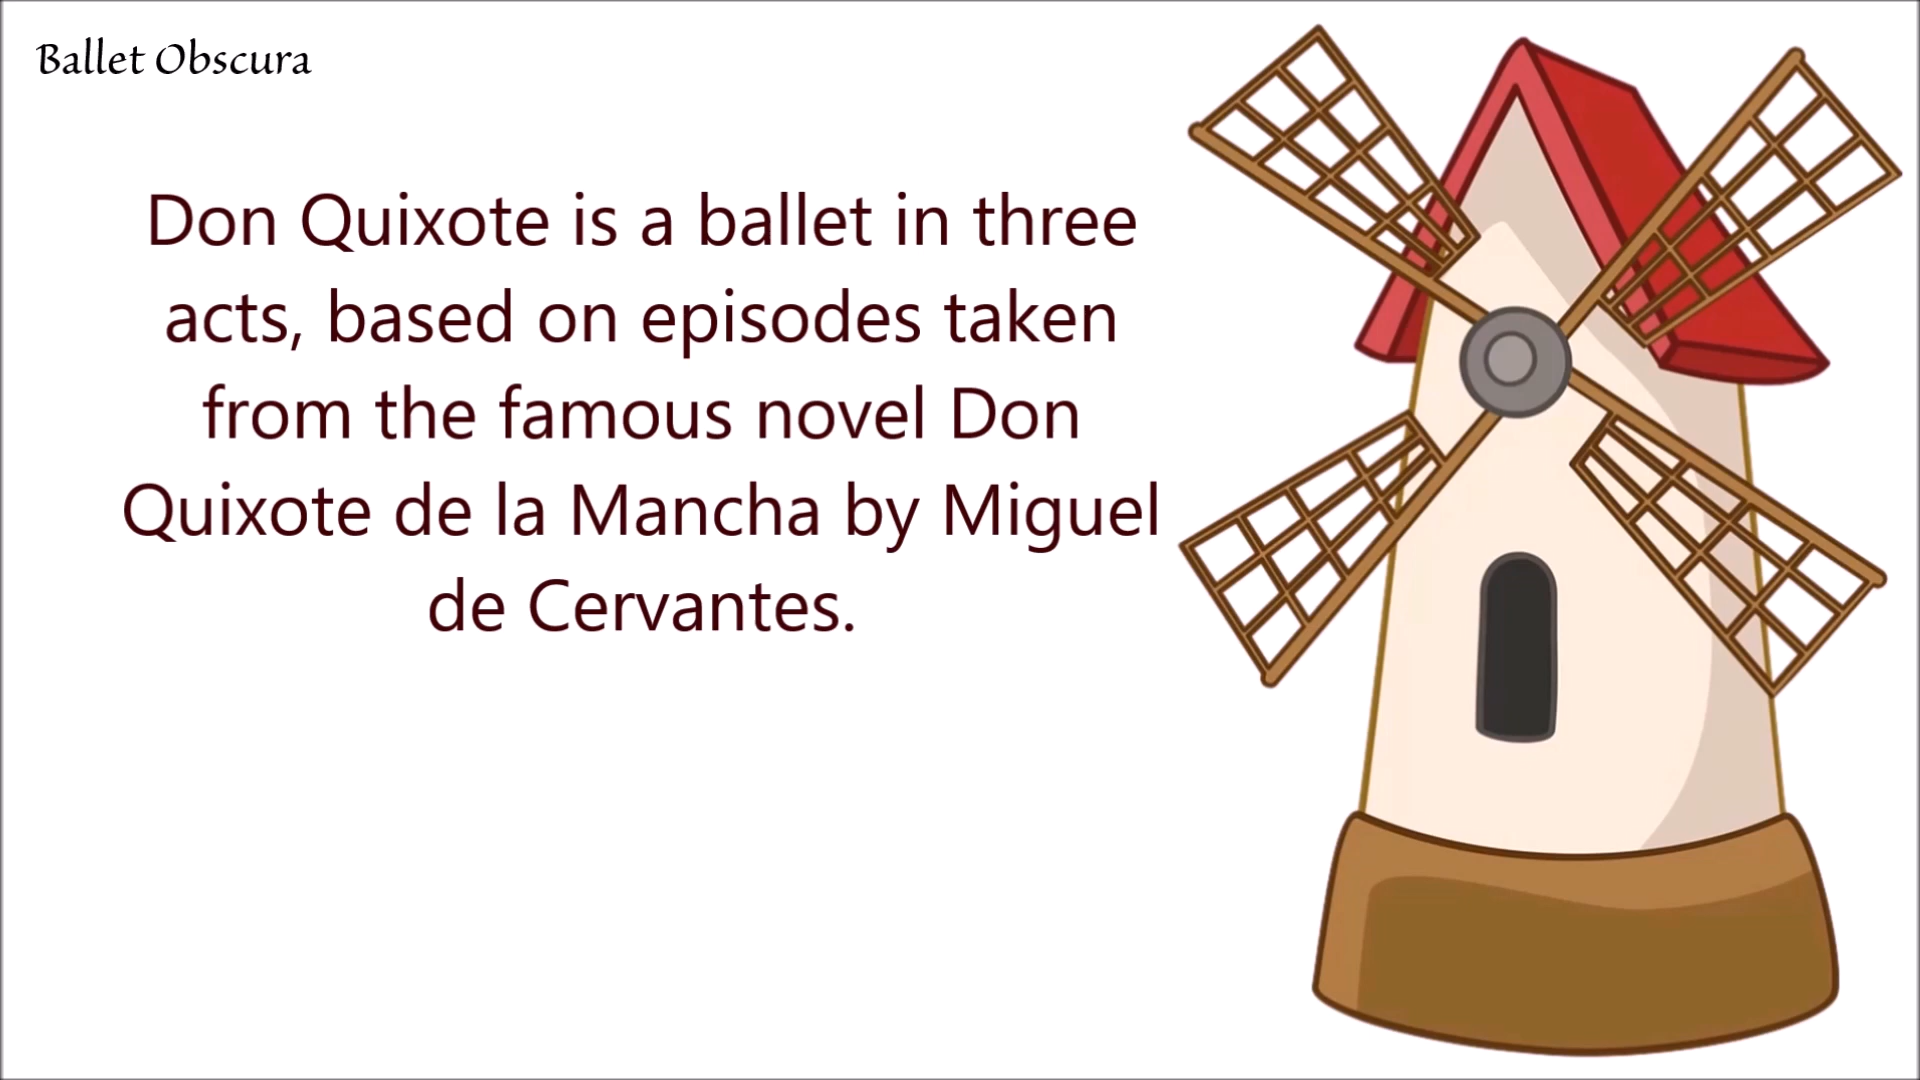 Ballet Obscura
Don Quixote is a ballet in three
acts, based on episodes taken
from the famous novel Don
Quixote de la Mancha by Miguel
de Cervantes.